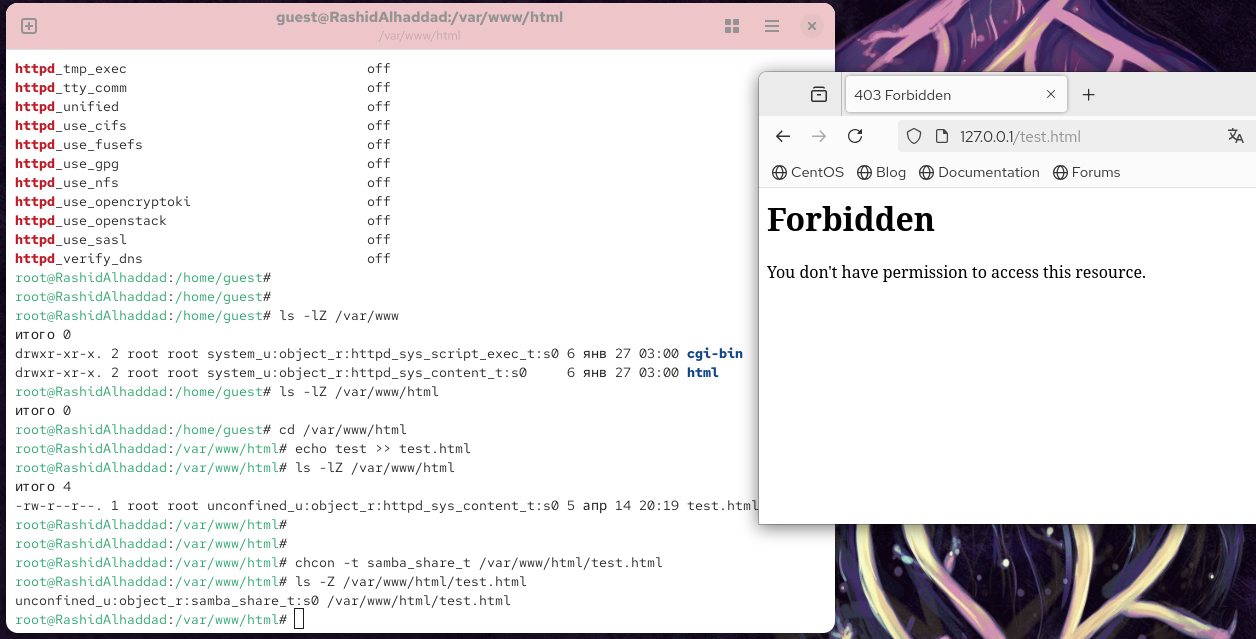 guest@RashidAlhaddad:/var/www/html
/var/www/html
httpd_tmp_exec                              off
httpd_tty_comm                              off
httpd_unified                               off
httpd_use_cifs                              off
httpd_use_fusefs                            off
httpd_use_gpg                               off
httpd_use_nfs                               off
httpd_use_opencryptoki                      off
httpd_use_openstack                         off
httpd_use_sasl                              off
httpd_verify_dns                            off
root@RashidAlhaddad:/home/guest#
root@RashidAlhaddad:/home/guest#
root@RashidAlhaddad:/home/guest# ls -lZ /var/www
итого 0
drwxr-xr-x. 2 root root system_u:object_r:httpd_sys_script_exec_t:s0 6 янв 27 03:00 cgi-bin
drwxr-xr-x. 2 root root system_u:object_r:httpd_sys_content_t:s0     6 янв 27 03:00 html
root@RashidAlhaddad:/home/guest# ls -lZ /var/www/html
итого 0
root@RashidAlhaddad:/home/guest# cd /var/www/html
root@RashidAlhaddad:/var/www/html# echo test >> test.html
root@RashidAlhaddad:/var/www/html# ls -lZ /var/www/html
итого 4
-rw-r--r--. 1 root root unconfined_u:object_r:httpd_sys_content_t:s0 5 апр 14 20:19 test.html
root@RashidAlhaddad:/var/www/html#
root@RashidAlhaddad:/var/www/html#
root@RashidAlhaddad:/var/www/html# chcon -t samba_share_t /var/www/html/test.html
root@RashidAlhaddad:/var/www/html# ls -Z /var/www/html/test.html
unconfined_u:object_r:samba_share_t:s0 /var/www/html/test.html
root@RashidAlhaddad:/var/www/html#
403 Forbidden
127.0.0.1/test.html
CentOS Blog Documentation Forums
Forbidden
You don't have permission to access this resource.